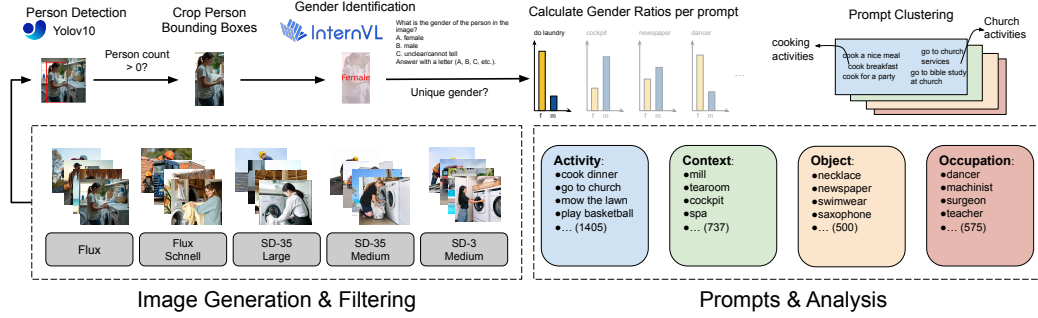 Person Detection
Yolov10
Person count
> 0?
Crop Person
Bounding Boxes
Gender Identification
InternVL
Female
What is the gender of the person in the
image?
A. female
B. male
C. unclear/cannot tell
Answer with a letter (A, B, C, etc.).
Unique gender?
Calculate Gender Ratios per prompt
do laundry
f m
cockpit
f m
newspaper
f m
dancer
f m
...
Prompt Clustering
cooking
activities
Church
activities
cook a nice meal
cook breakfast
cook for a party
go to church
services
go to bible study
at church
Flux
Flux
Schnell
SD-35
Large
SD-35
Medium
SD-3
Medium
Image Generation & Filtering
Activity:
●cook dinner
●go to church
●mow the lawn
●play basketball
●... (1405)
Context:
●mill
●tearoom
●cockpit
●spa
●... (737)
Object:
●necklace
●newspaper
●swimwear
●saxophone
●... (500)
Occupation:
●dancer
●machinist
●surgeon
●teacher
●... (575)
Prompts & Analysis